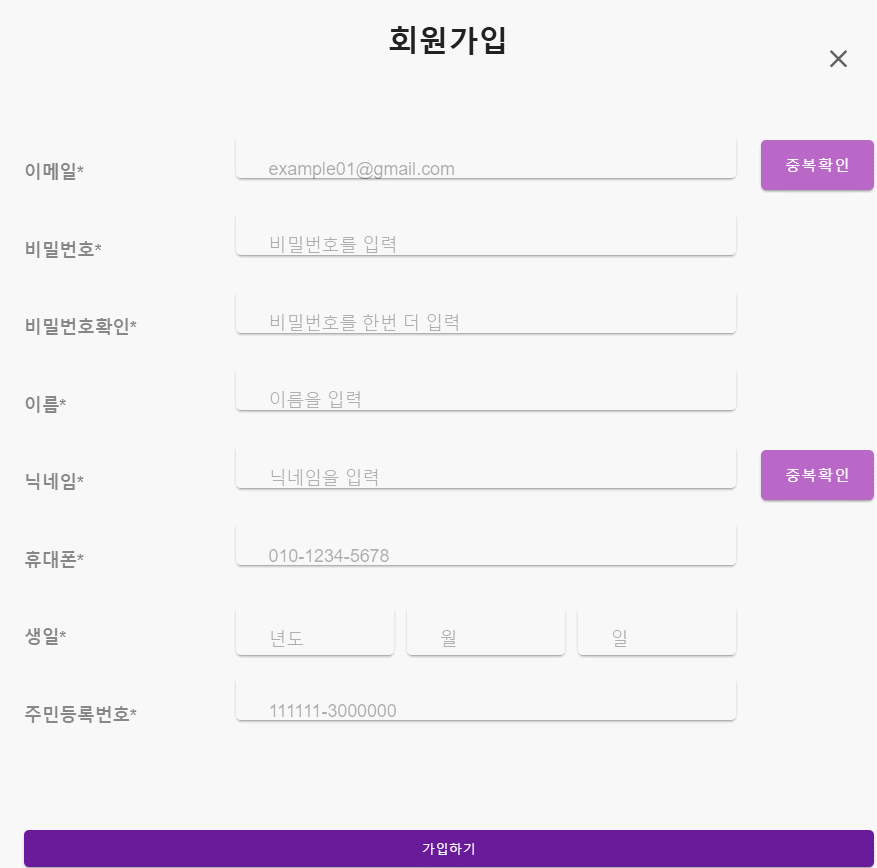 회원가입
이메일* example01@gmail.com 중복확인
비밀번호* 비밀번호를 입력
비밀번호확인* 비밀번호를 한번 더 입력
이름* 이름을 입력
닉네임* 닉네임을 입력 중복확인
휴대폰* 010-1234-5678
생일* 년도 월 일
주민등록번호* 111111-3000000
가입하기